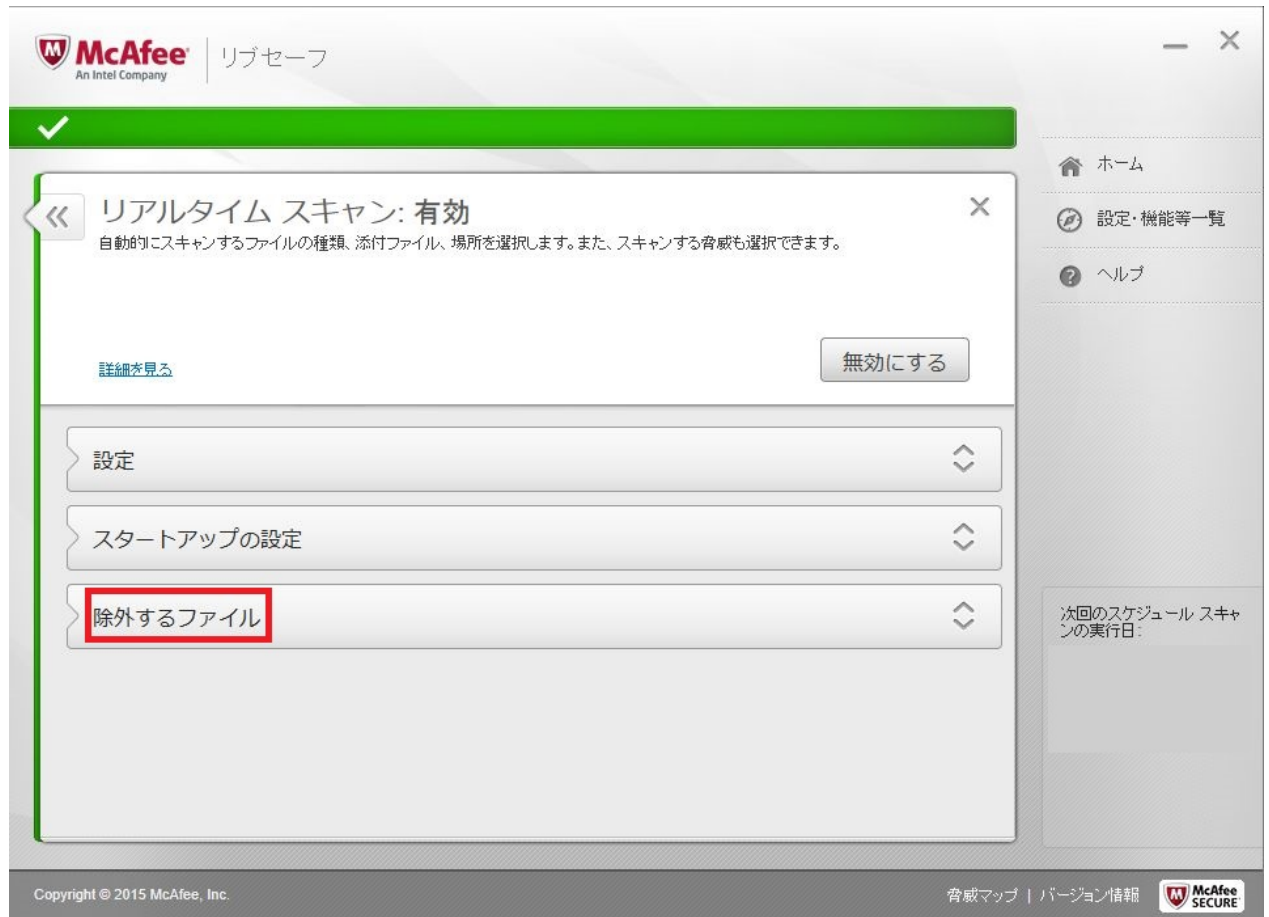 McAfee
An Intel Company
リブセーフ
リアルタイム スキャン: 有効
自動的にスキャンするファイルの種類、添付ファイル、場所を選択します。また、スキャンする脅威も選択できます。
詳細を見る
無効にする
設定
スタートアップの設定
除外するファイル
ホーム
設定・機能等一覧
ヘルプ
次回のスケジュール スキャ
ンの実行日:
Copyright © 2015 McAfee, Inc.
脅威マップ | バージョン情報
McAfee
SECURE